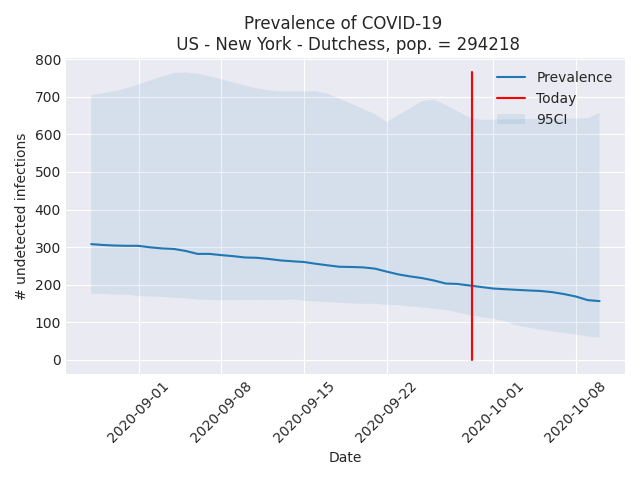 Prevalence of COVID-19
US - New York - Dutchess, pop. = 294218
800
700
600
500
400
300
200
100
0
# undetected infections
Prevalence
Today
95CI
2020-09-01
2020-09-08
2020-09-15
2020-09-22
2020-10-01
2020-10-08
Date